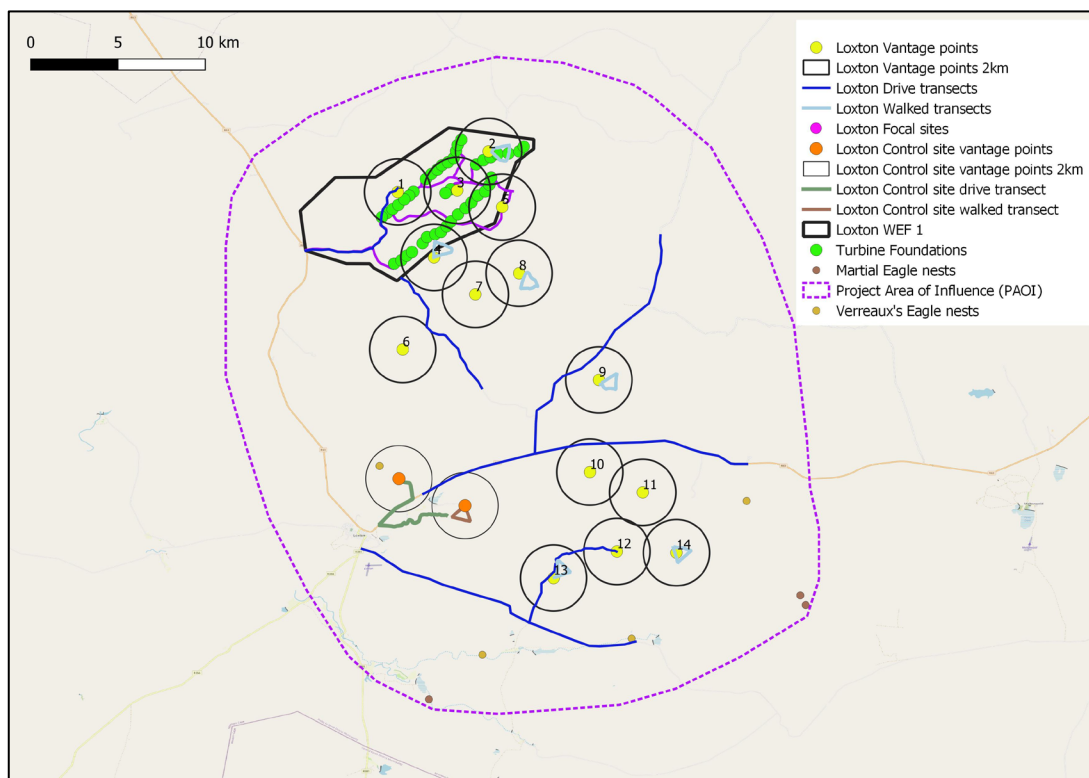 0 5 10 km
Loxton Vantage points
Loxton Vantage points 2km
Loxton Drive transects
Loxton Walked transects
Loxton Focal sites
Loxton Control site vantage points
Loxton Control site vantage points 2km
Loxton Control site drive transect
Loxton Control site walked transect
Loxton WEF 1
Turbine Foundations
Martial Eagle nests
Project Area of Influence (PAOI)
Verreaux's Eagle nests
2
1
3
5
4
8
7
6
9
10
11
12
14
13